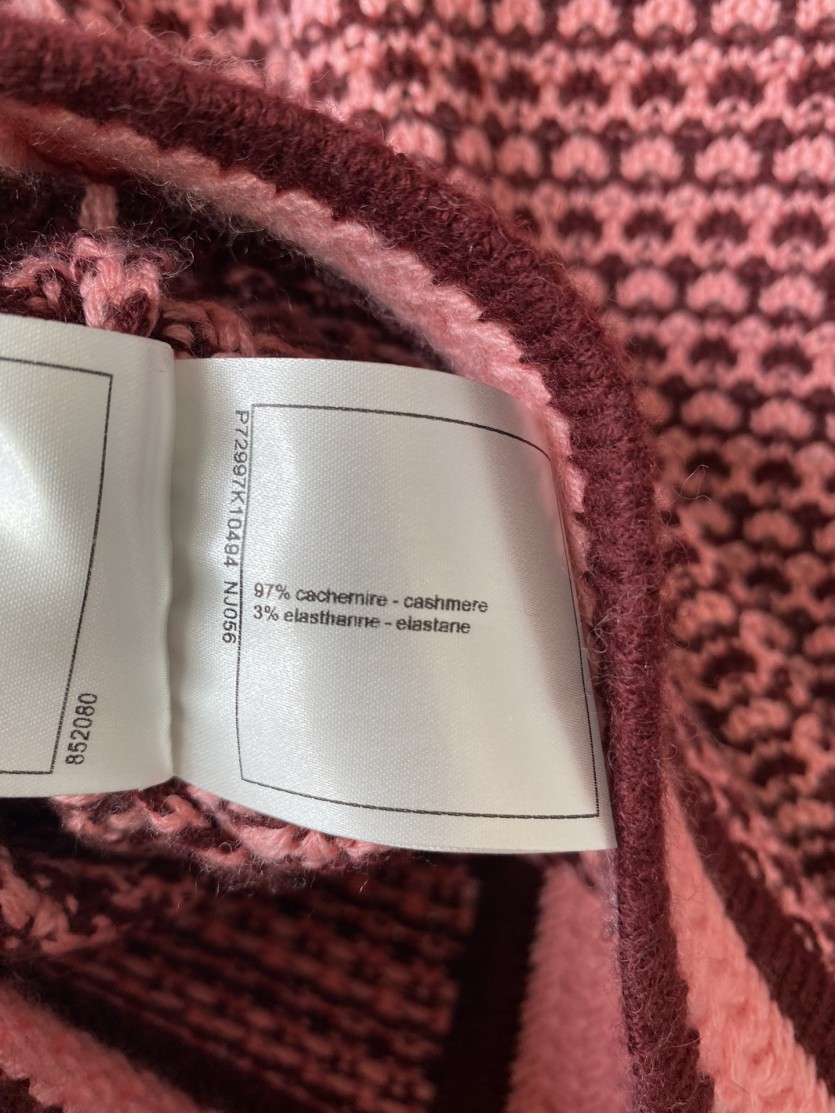 852080
P72997K10494 NJ056
97% cachemire - cashmere
3% elasthanne - elastane